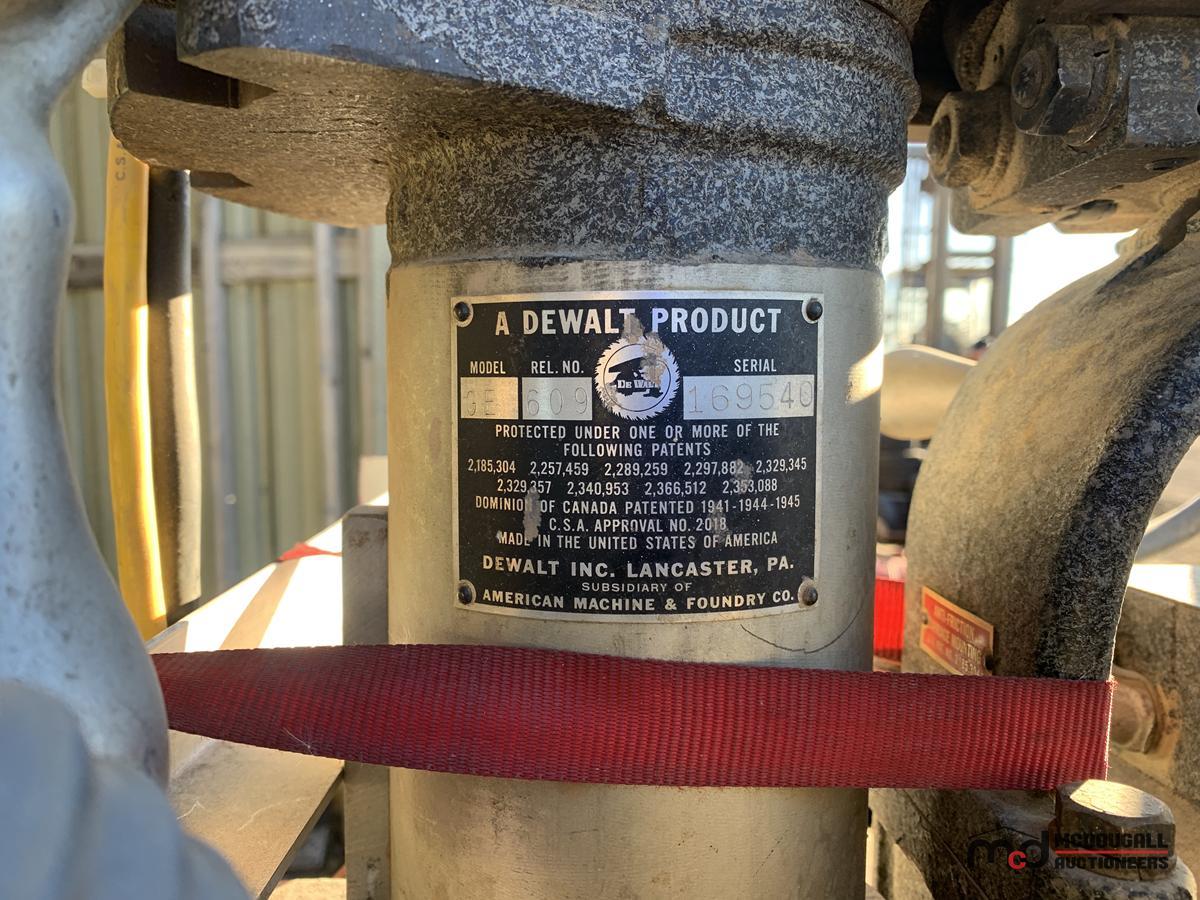 A DEWALT PRODUCT
MODEL REL. NO. SERIAL
GE 609 169540
DE WALT
PROTECTED UNDER ONE OR MORE OF THE
FOLLOWING PATENTS
2,185,304 2,257,459 2,289,259 2,297,882 2,329,345
2,329,357 2,340,953 2,366,512 2,353,088
DOMINION OF CANADA PATENTED 1941-1944-1945
C.S.A. APPROVAL NO. 2018
MADE IN THE UNITED STATES OF AMERICA
DEWALT INC. LANCASTER, PA.
SUBSIDIARY OF
AMERICAN MACHINE & FOUNDRY CO.
C.S.A
ANTI-FRICTION
mcd MCDOUGALL
AUCTIONEERS